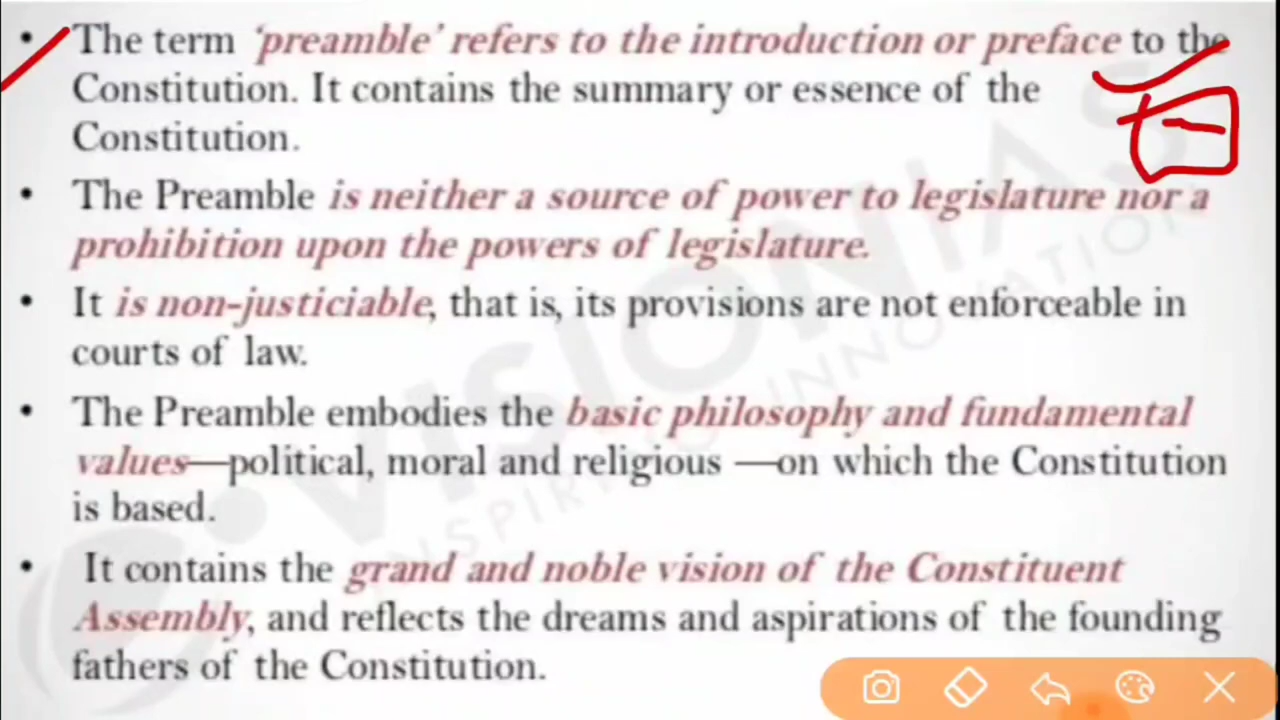 • The term ‘preamble’ refers to the introduction or preface to the
Constitution. It contains the summary or essence of the
Constitution.
• The Preamble is neither a source of power to legislature nor a
prohibition upon the powers of legislature.
• It is non-justiciable, that is, its provisions are not enforceable in
courts of law.
• The Preamble embodies the basic philosophy and fundamental
values—political, moral and religious —on which the Constitution
is based.
• It contains the grand and noble vision of the Constituent
Assembly, and reflects the dreams and aspirations of the founding
fathers of the Constitution.
VISIONIAS
INSPIRING INNOVATION